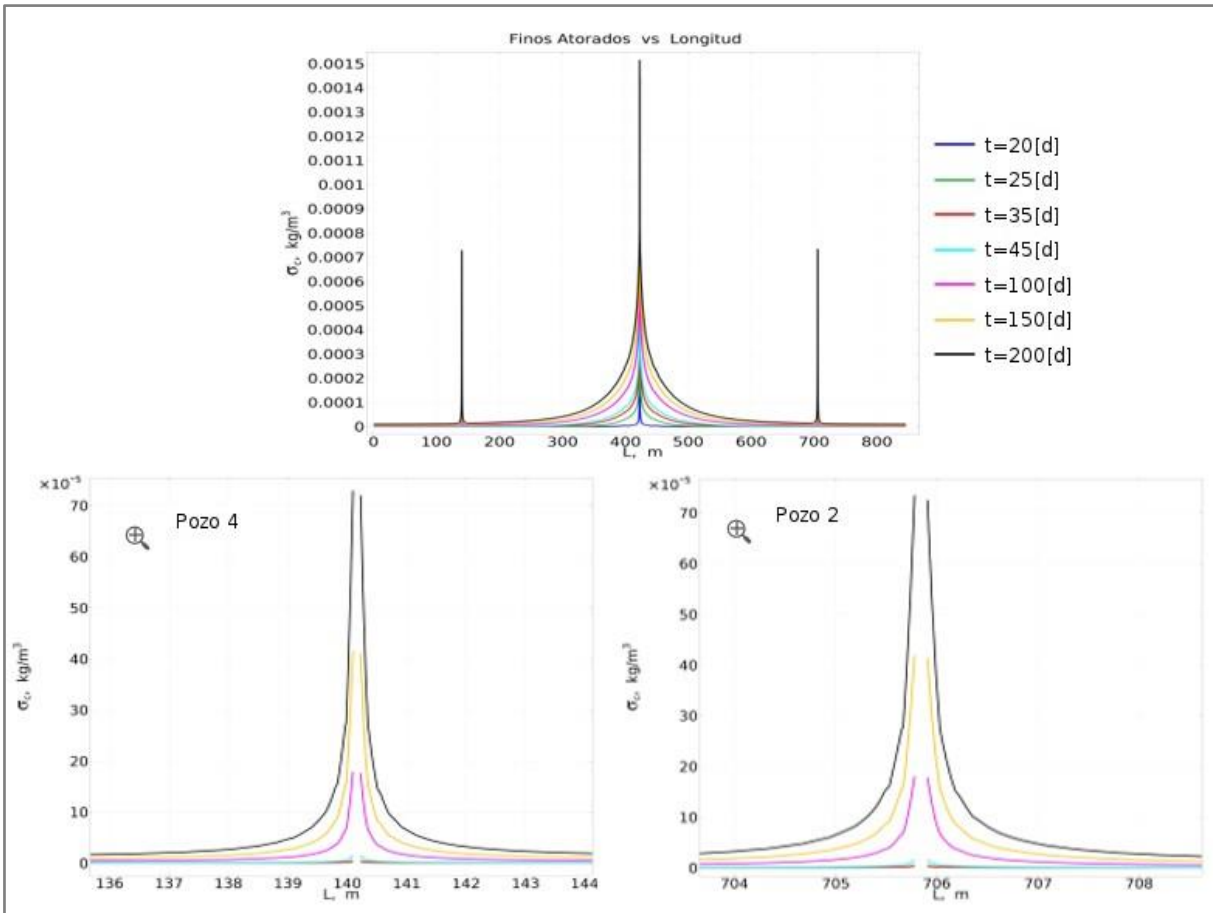 Finos Atorados vs Longitud
0.0015
0.0014
0.0013
0.0012
0.0011
0.001
0.0009
0.0008
0.0007
0.0006
0.0005
0.0004
0.0003
0.0002
0.0001
0
σc, kg/m³
0 100 200 300 400 500 600 700 800
L, m
t=20[d]
t=25[d]
t=35[d]
t=45[d]
t=100[d]
t=150[d]
t=200[d]
×10⁻⁵
Pozo 4
70
60
50
40
30
20
10
0
σc, kg/m³
136 137 138 139 140 141 142 143 144
L, m
×10⁻⁵
Pozo 2
70
60
50
40
30
20
10
0
σc, kg/m³
704 705 706 707 708
L, m